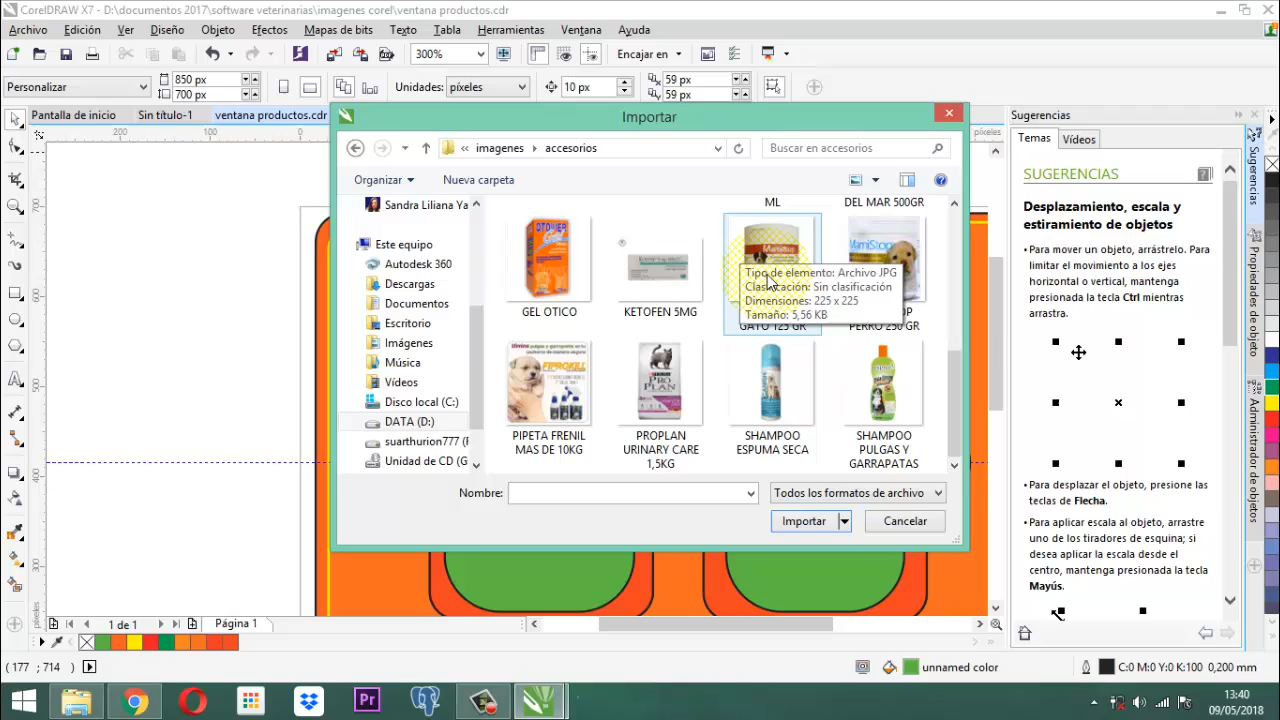 CorelDRAW X7 - D:\documentos 2017\software veterinarias\imagenes corel\ventana productos.cdr
Archivo Edición Ver Diseño Objeto Efectos Mapas de bits Texto Tabla Herramientas Ventana Ayuda
300% Encajar en
Personalizar 850 px 700 px Unidades: píxeles 10 px 59 px 59 px
Pantalla de inicio Sin título-1 ventana productos.cdr
Importar
« imagenes accesorios Buscar en accesorios
Organizar Nueva carpeta
Sandra Liliana Ya
Este equipo
Autodesk 360
Descargas
Documentos
Escritorio
Imágenes
Música
Vídeos
Disco local (C:)
DATA (D:)
suarthurion777 (
Unidad de CD (G
ML DEL MAR 500GR
GEL OTICO
KETOFEN 5MG
GATO 125 GR
PERRO 250 GR
Tipo de elemento: Archivo JPG
Clasificación: Sin clasificación
Dimensiones: 225 x 225
Tamaño: 5,56 KB
PIPETA FRENIL
MAS DE 10KG
PROPLAN
URINARY CARE
1,5KG
SHAMPOO
ESPUMA SECA
SHAMPOO
PULGAS Y
GARRAPATAS
Nombre: Todos los formatos de archivo
Importar Cancelar
Sugerencias
Temas Vídeos
SUGERENCIAS
Desplazamiento, escala y
estiramiento de objetos
• Para mover un objeto, arrástrelo. Para
limitar el movimiento a los ejes
horizontal o vertical, mantenga
presionada la tecla Ctrl mientras
arrastra.
• Para desplazar el objeto, presione las
teclas de Flecha.
• Para aplicar escala al objeto, arrastre
uno de los tiradores de esquina; si
desea aplicar la escala desde el
centro, mantenga presionada la tecla
Mayús.
Sugerencias
Propiedades de objeto
Administrador de objetos
200 100 0 píxeles
700
600
500
400
300
píxeles
1 de 1 Página 1
(177 ; 714 ) unnamed color C:0 M:0 Y:0 K:100 0,200 mm
Pr
13:40
09/05/2018